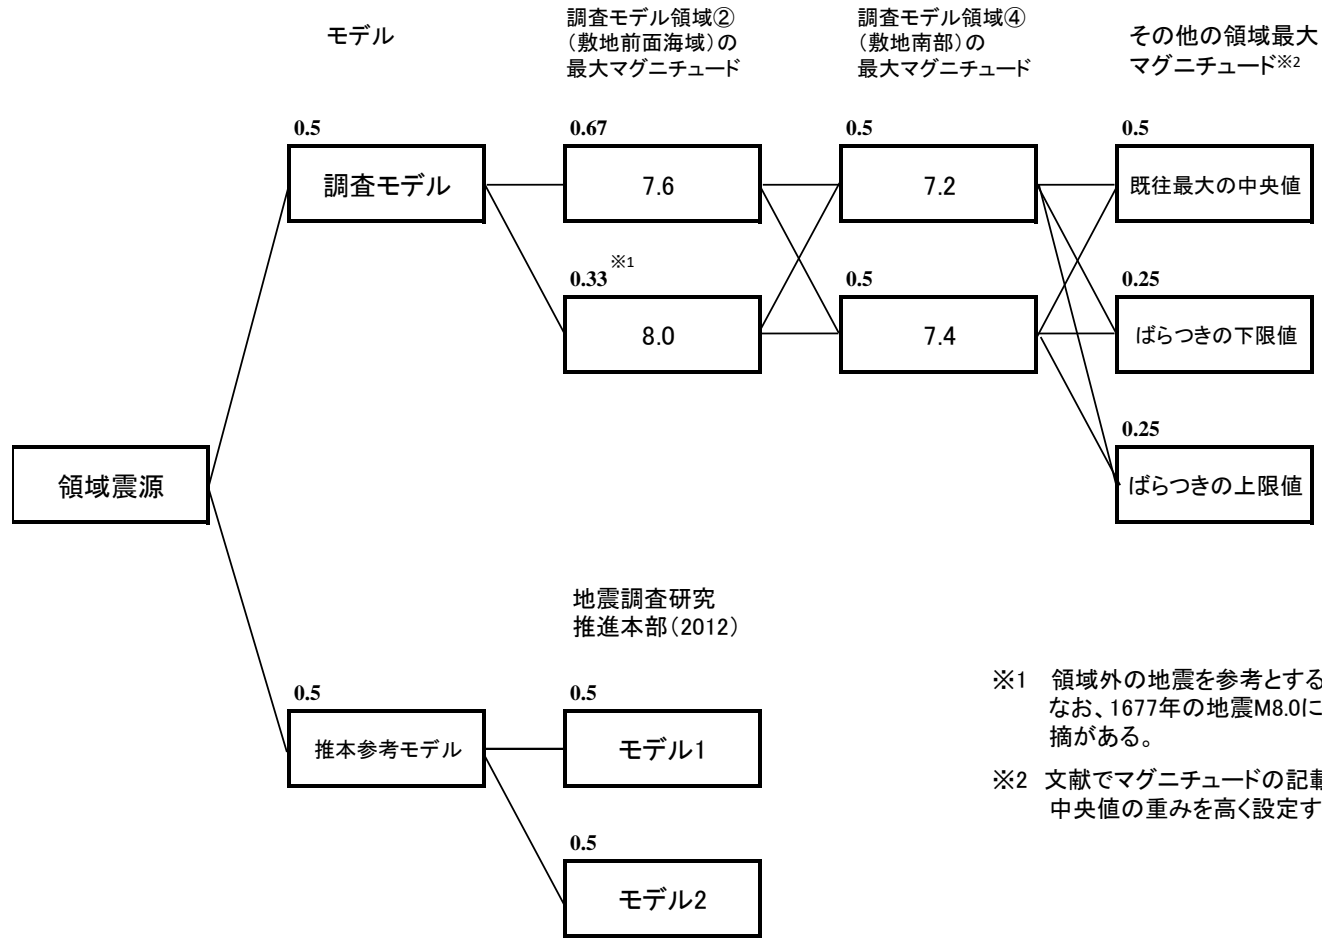 モデル
調査モデル領域②
（敷地前面海域）の
最大マグニチュード
調査モデル領域④
（敷地南部）の
最大マグニチュード
その他の領域最大
マグニチュード※2
0.5
調査モデル
0.67
7.6
0.5
7.2
0.5
既往最大の中央値
0.33
※1
8.0
0.5
7.4
0.25
ばらつきの下限値
0.25
ばらつきの上限値
領域震源
地震調査研究
推進本部（2012）
0.5
推本参考モデル
0.5
モデル1
0.5
モデル2
※1 領域外の地震を参考とする
なお、1677年の地震M8.0に
摘がある。
※2 文献でマグニチュードの記
中央値の重みを高く設定す